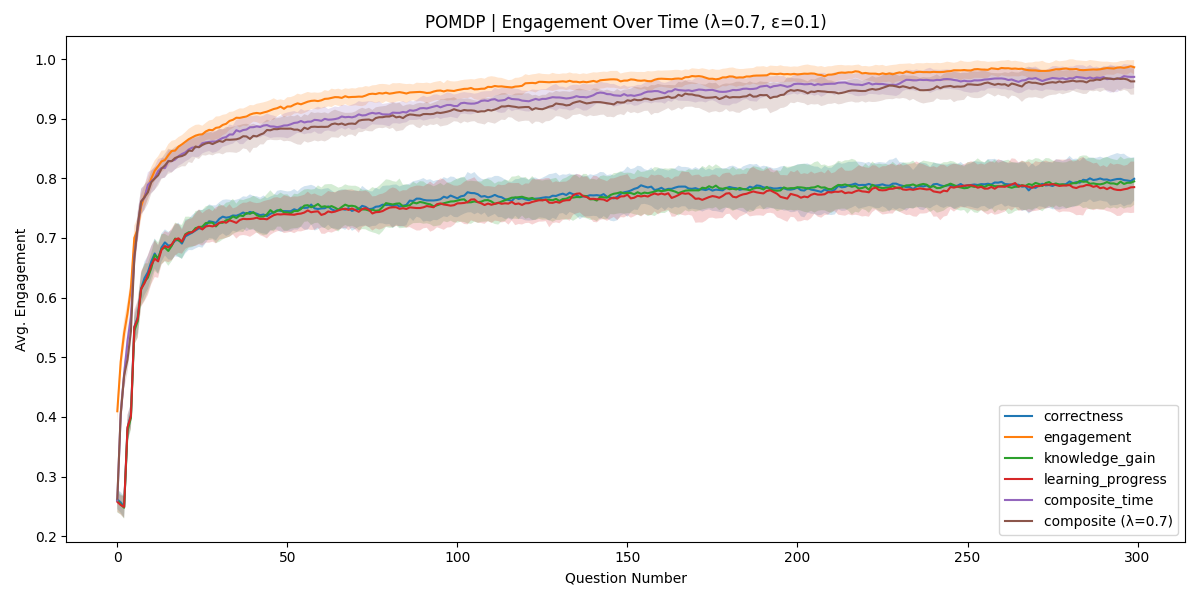 POMDP | Engagement Over Time (λ=0.7, ε=0.1)
Avg. Engagement
1.0
0.9
0.8
0.7
0.6
0.5
0.4
0.3
0.2
0
50
100
150
200
250
300
Question Number
correctness
engagement
knowledge_gain
learning_progress
composite_time
composite (λ=0.7)